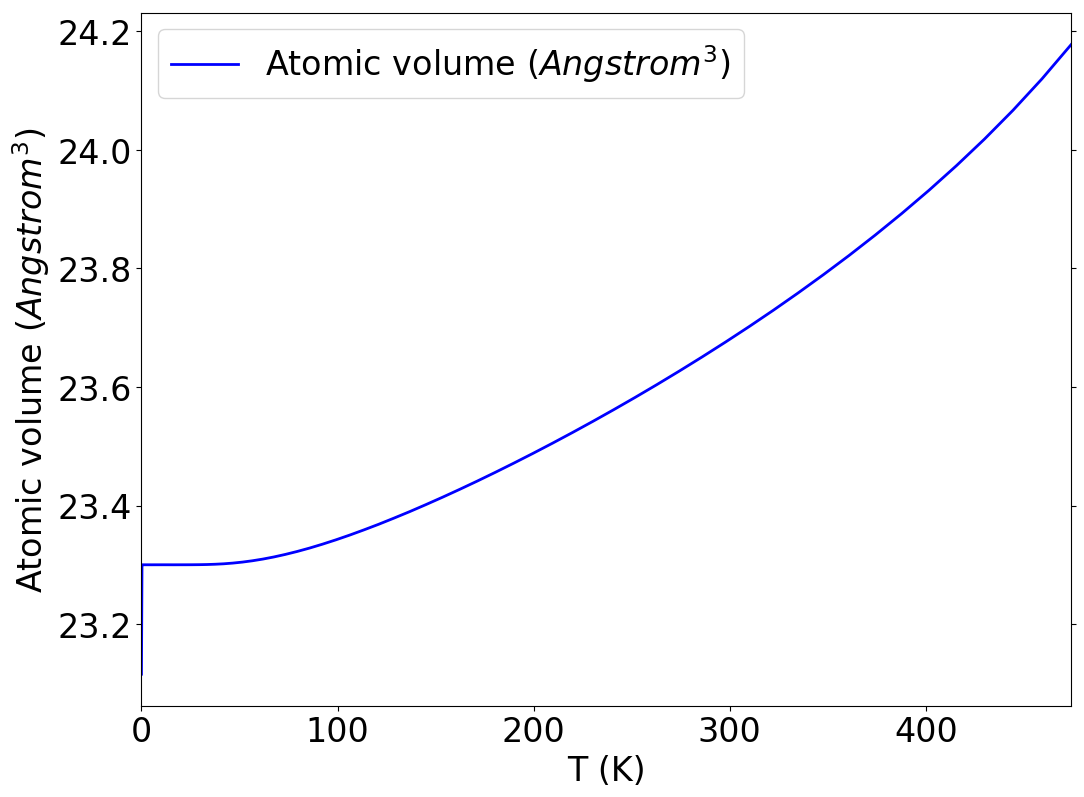 24.2
24.0
23.8
23.6
23.4
23.2
Atomic volume (Angstrom³)
Atomic volume (Angstrom³)
0 100 200 300 400
T (K)